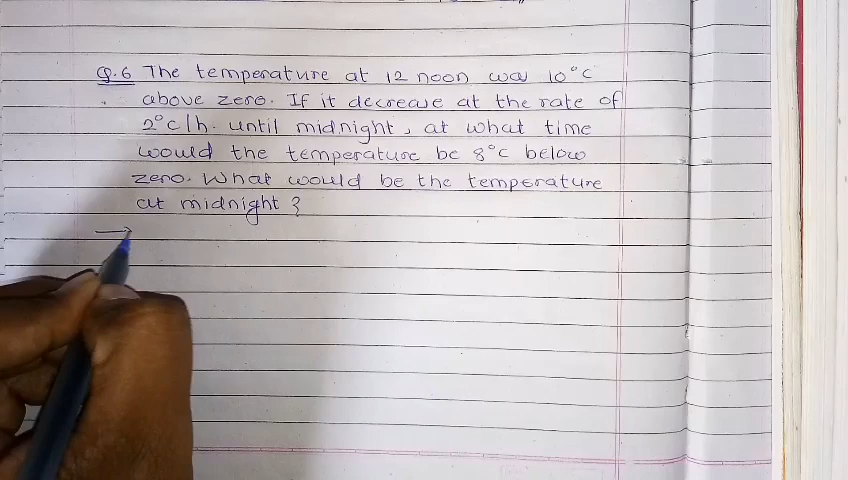 Q.6 The temperature at 12 noon was 10°C
above zero. If it decrease at the rate of
2°c/h. until midnight, at what time
would the temperature be 8°c below
zero. What would be the temperature
at midnight?